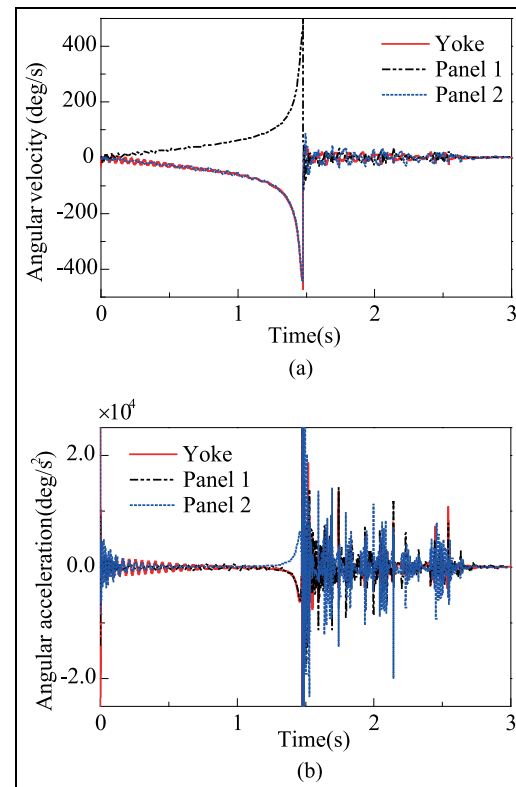 400
200
0
-200
-400
Angular velocity (deg/s)
Yoke
Panel 1
Panel 2
0 1 2 3
Time(s)
(a)
×10⁴
2.0
0.0
-2.0
Angular acceleration(deg/s²)
Yoke
Panel 1
Panel 2
0 1 2 3
Time(s)
(b)